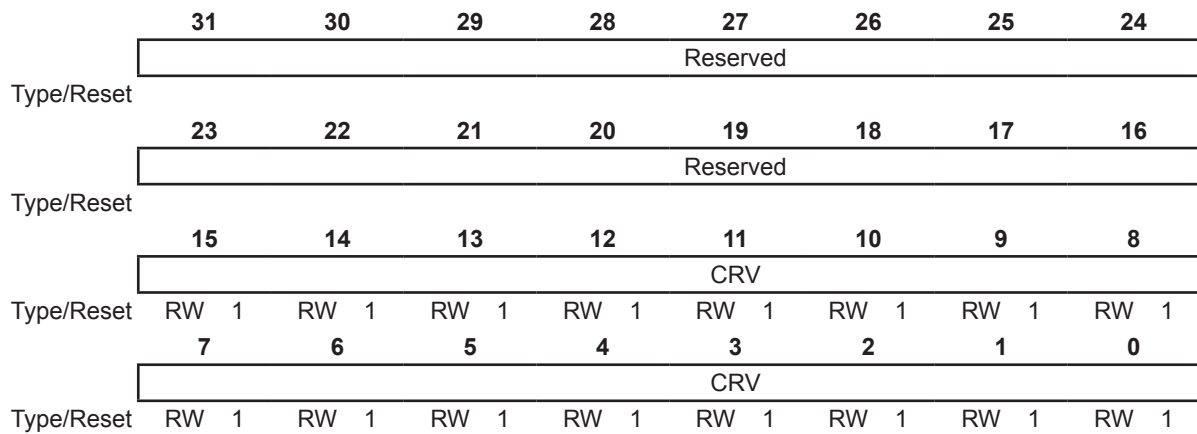 31 30 29 28 27 26 25 24
Reserved
Type/Reset
23 22 21 20 19 18 17 16
Reserved
Type/Reset
15 14 13 12 11 10 9 8
CRV
Type/Reset RW 1 RW 1 RW 1 RW 1 RW 1 RW 1 RW 1 RW 1
7 6 5 4 3 2 1 0
CRV
Type/Reset RW 1 RW 1 RW 1 RW 1 RW 1 RW 1 RW 1 RW 1